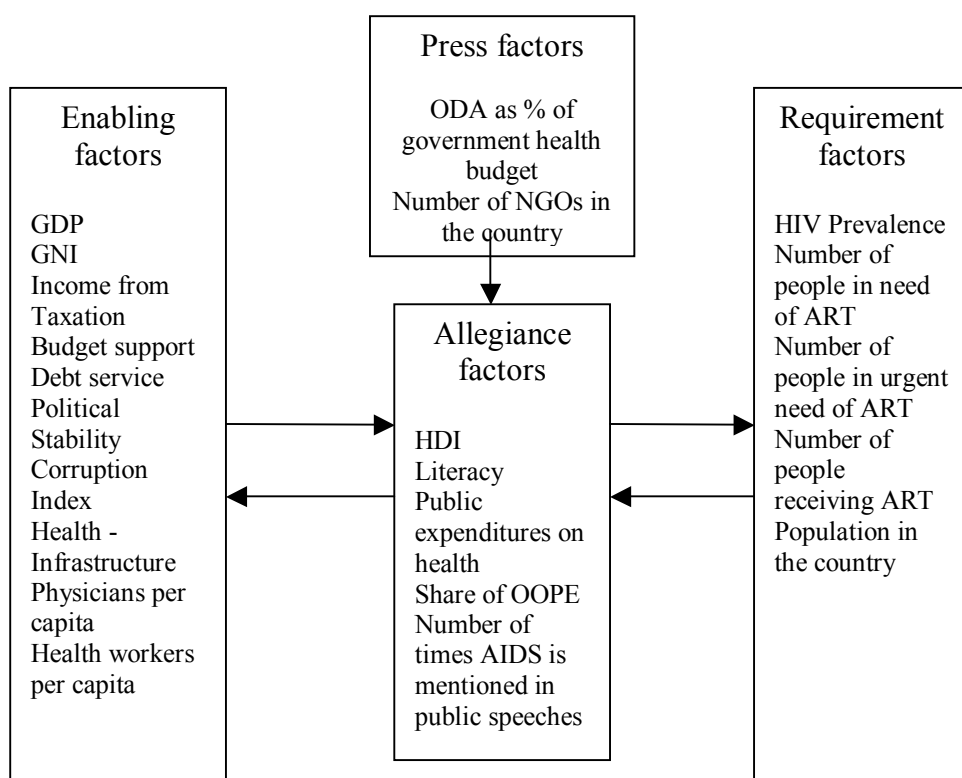 Press factors
ODA as % of
government health
budget
Number of NGOs in
the country
Enabling
factors
GDP
GNI
Income from
Taxation
Budget support
Debt service
Political
Stability
Corruption
Index
Health -
Infrastructure
Physicians per
capita
Health workers
per capita
Allegiance
factors
HDI
Literacy
Public
expenditures on
health
Share of OOPE
Number of
times AIDS is
mentioned in
public speeches
Requirement
factors
HIV Prevalence
Number of
people in need
of ART
Number of
people in urgent
need of ART
Number of
people
receiving ART
Population in
the country